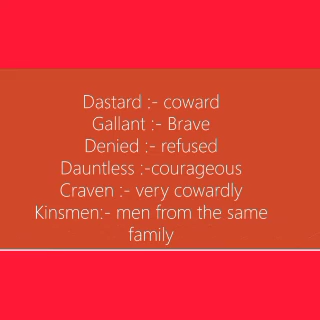 Dastard :- coward
Gallant :- Brave
Denied :- refused
Dauntless :-courageous
Craven :- very cowardly
Kinsmen:- men from the same
family